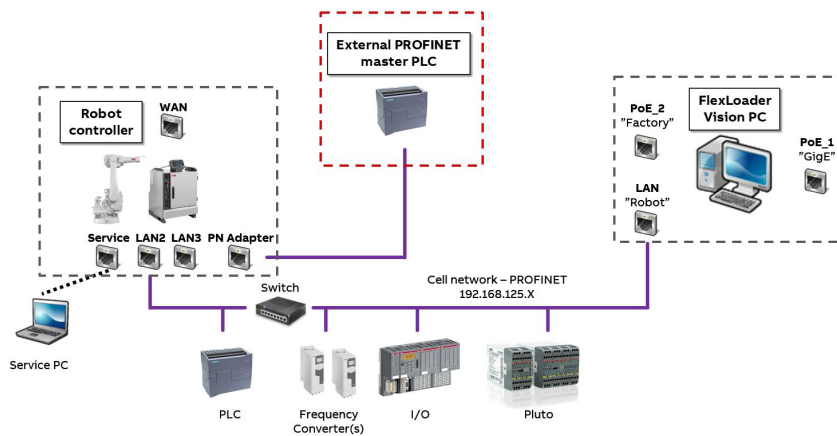 External PROFINET
master PLC
Robot
controller
WAN
Service
LAN2
LAN3
PN Adapter
PoE_2
"Factory"
FlexLoader
Vision PC
PoE_1
"GigE"
LAN
"Robot"
Switch
Cell network – PROFINET
192.168.125.X
Service PC
PLC
Frequency
Converter(s)
I/O
Pluto